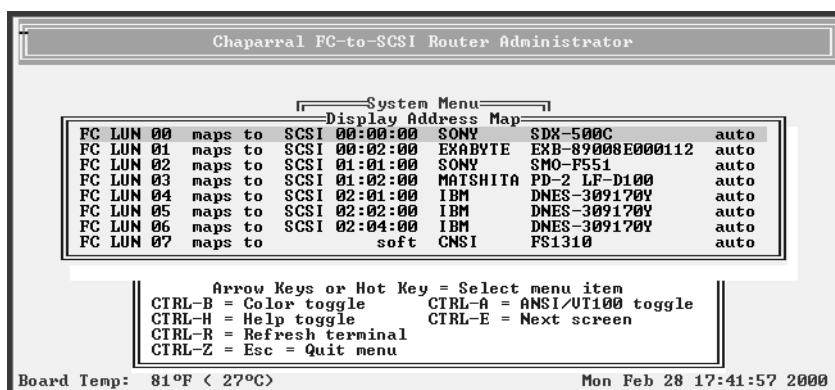 Chaparral FC-to-SCSI Router Administrator
System Menu
Display Address Map
FC LUN 00 maps to SCSI 00:00:00 SONY SDX-500C auto
FC LUN 01 maps to SCSI 00:02:00 EXABYTE EXB-89008E000112 auto
FC LUN 02 maps to SCSI 01:01:00 SONY SMO-F551 auto
FC LUN 03 maps to SCSI 01:02:00 MATSHITA PD-2 LF-D100 auto
FC LUN 04 maps to SCSI 02:01:00 IBM DNES-309170Y auto
FC LUN 05 maps to SCSI 02:02:00 IBM DNES-309170Y auto
FC LUN 06 maps to SCSI 02:04:00 IBM DNES-309170Y auto
FC LUN 07 maps to soft CNSI FS1310 auto
Arrow Keys or Hot Key = Select menu item
CTRL-B = Color toggle CTRL-A = ANSI/VT100 toggle
CTRL-H = Help toggle CTRL-E = Next screen
CTRL-R = Refresh terminal
CTRL-Z = Esc = Quit menu
Board Temp: 81ºF ( 27ºC) Mon Feb 28 17:41:57 2000